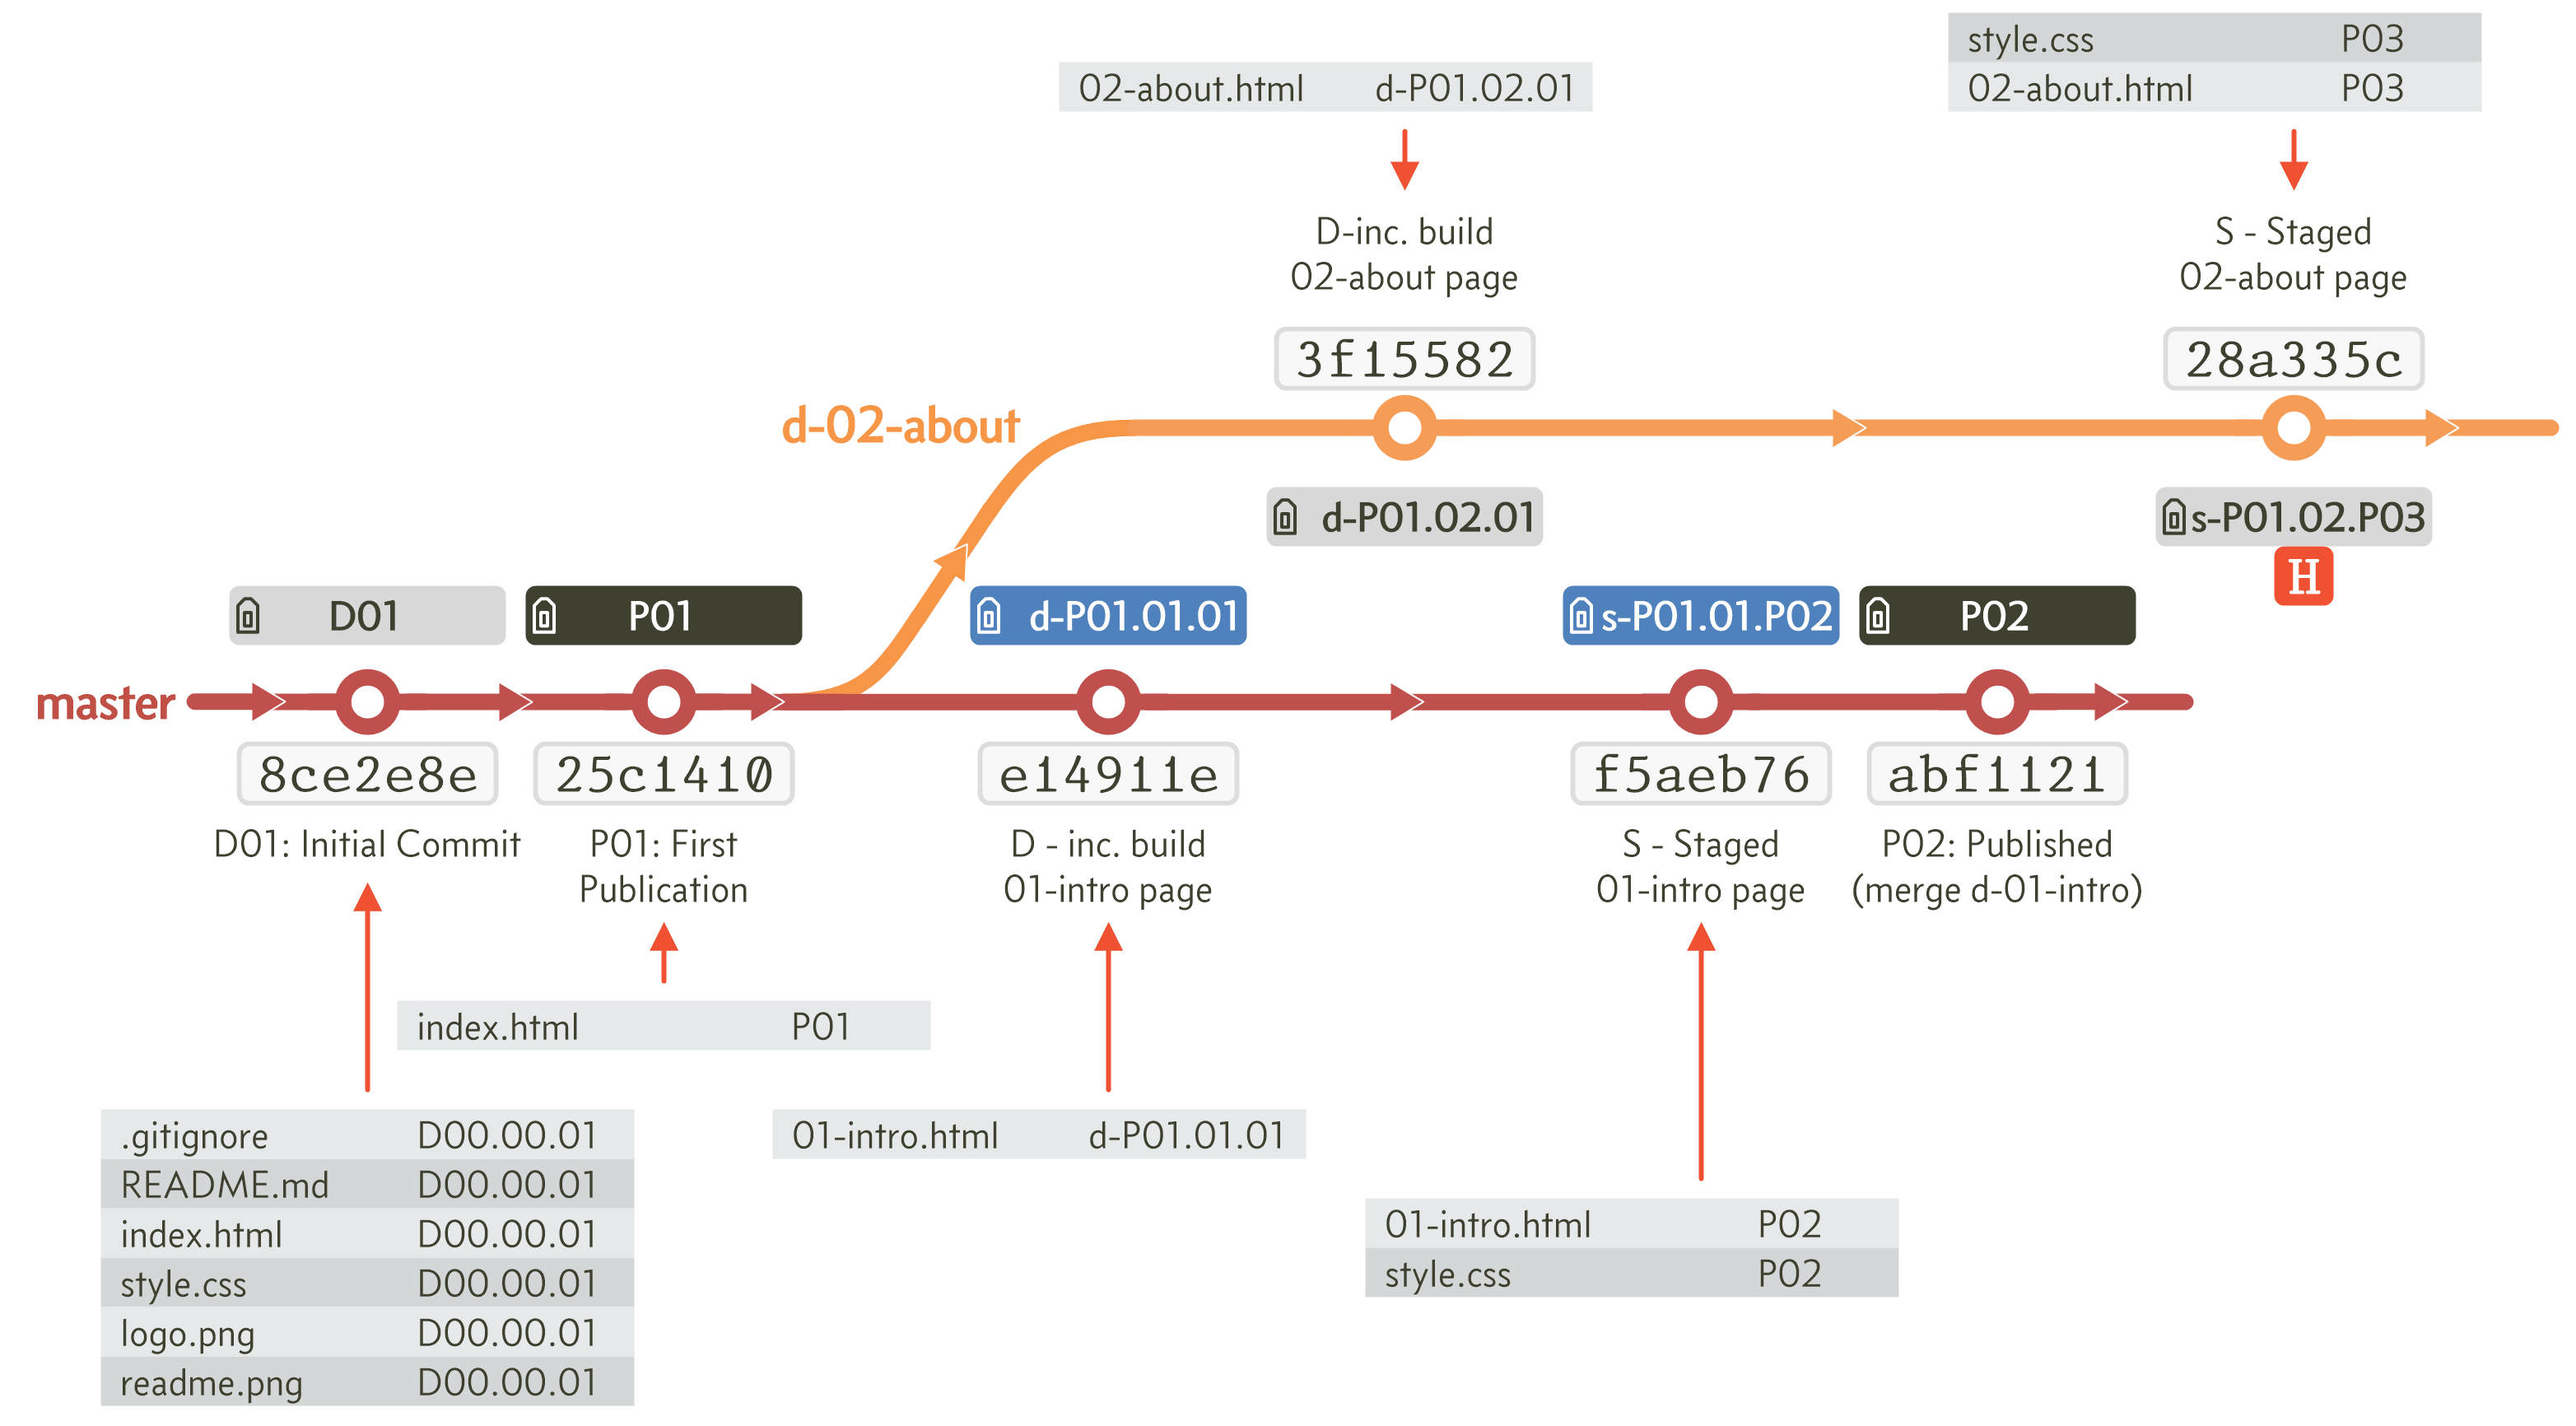 style.css P03
02-about.html P03
02-about.html d-P01.02.01
D-inc. build
02-about page
S - Staged
02-about page
3f15582
28a335c
d-02-about
d-P01.02.01
s-P01.02.P03
H
D01
P01
d-P01.01.01
s-P01.01.P02
P02
master
8ce2e8e
25c1410
e14911e
f5aeb76
abf1121
D01: Initial Commit
P01: First
Publication
D - inc. build
01-intro page
S - Staged
01-intro page
P02: Published
(merge d-01-intro)
index.html P01
.gitignore D00.00.01
README.md D00.00.01
index.html D00.00.01
style.css D00.00.01
logo.png D00.00.01
readme.png D00.00.01
01-intro.html d-P01.01.01
01-intro.html P02
style.css P02